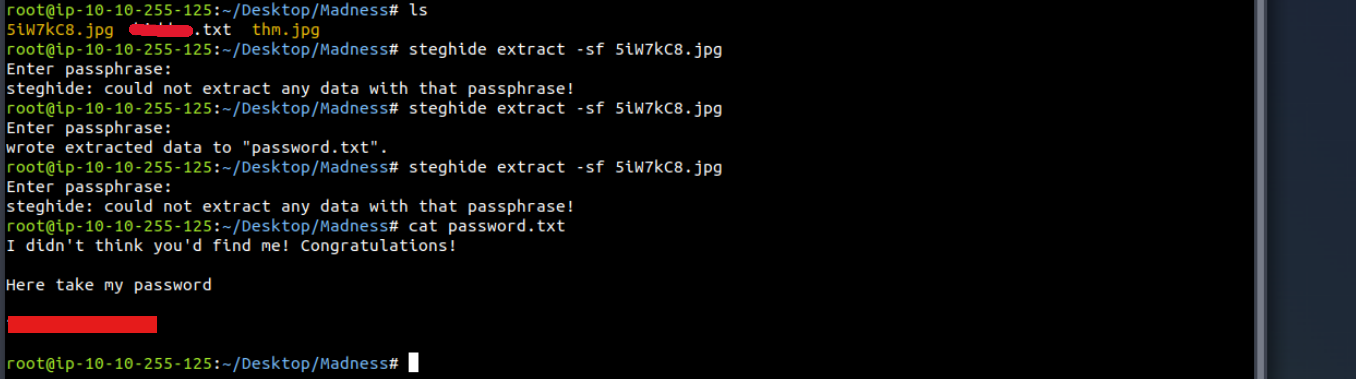 root@ip-10-10-255-125:~/Desktop/Madness# ls
5iW7kC8.jpg .txt thm.jpg
root@ip-10-10-255-125:~/Desktop/Madness# steghide extract -sf 5iW7kC8.jpg
Enter passphrase:
steghide: could not extract any data with that passphrase!
root@ip-10-10-255-125:~/Desktop/Madness# steghide extract -sf 5iW7kC8.jpg
Enter passphrase:
wrote extracted data to "password.txt".
root@ip-10-10-255-125:~/Desktop/Madness# steghide extract -sf 5iW7kC8.jpg
Enter passphrase:
steghide: could not extract any data with that passphrase!
root@ip-10-10-255-125:~/Desktop/Madness# cat password.txt
I didn't think you'd find me! Congratulations!
Here take my password
root@ip-10-10-255-125:~/Desktop/Madness#